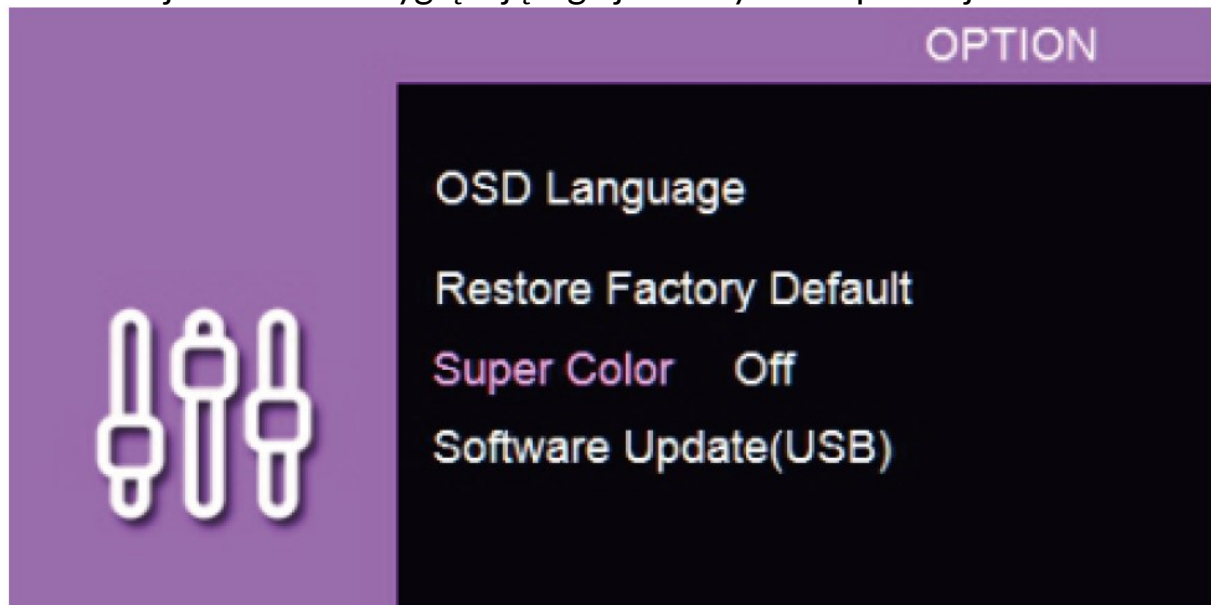 OPTION
OSD Language
Restore Factory Default
Super Color Off
Software Update(USB)